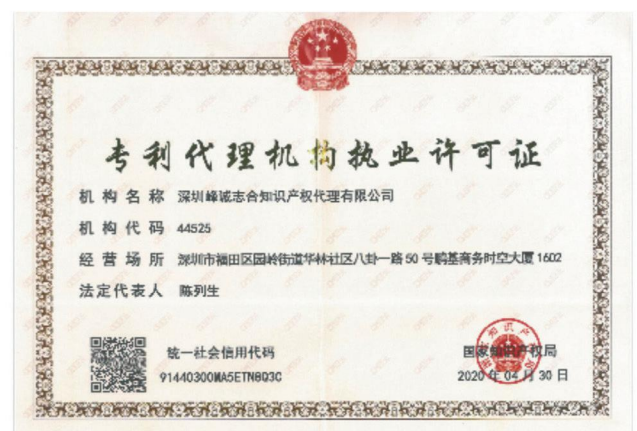 专利代理机构执业许可证
机构名称 深圳峰诚志合知识产权代理有限公司
机构代码 44525
经营场所 深圳市福田区园岭街道华林社区八卦一路50号鹏基商务时空大厦1602
法定代表人 陈列生
统一社会信用代码
91440300MA5ETN8Q3C
国家知识产权局
2020年04月30日